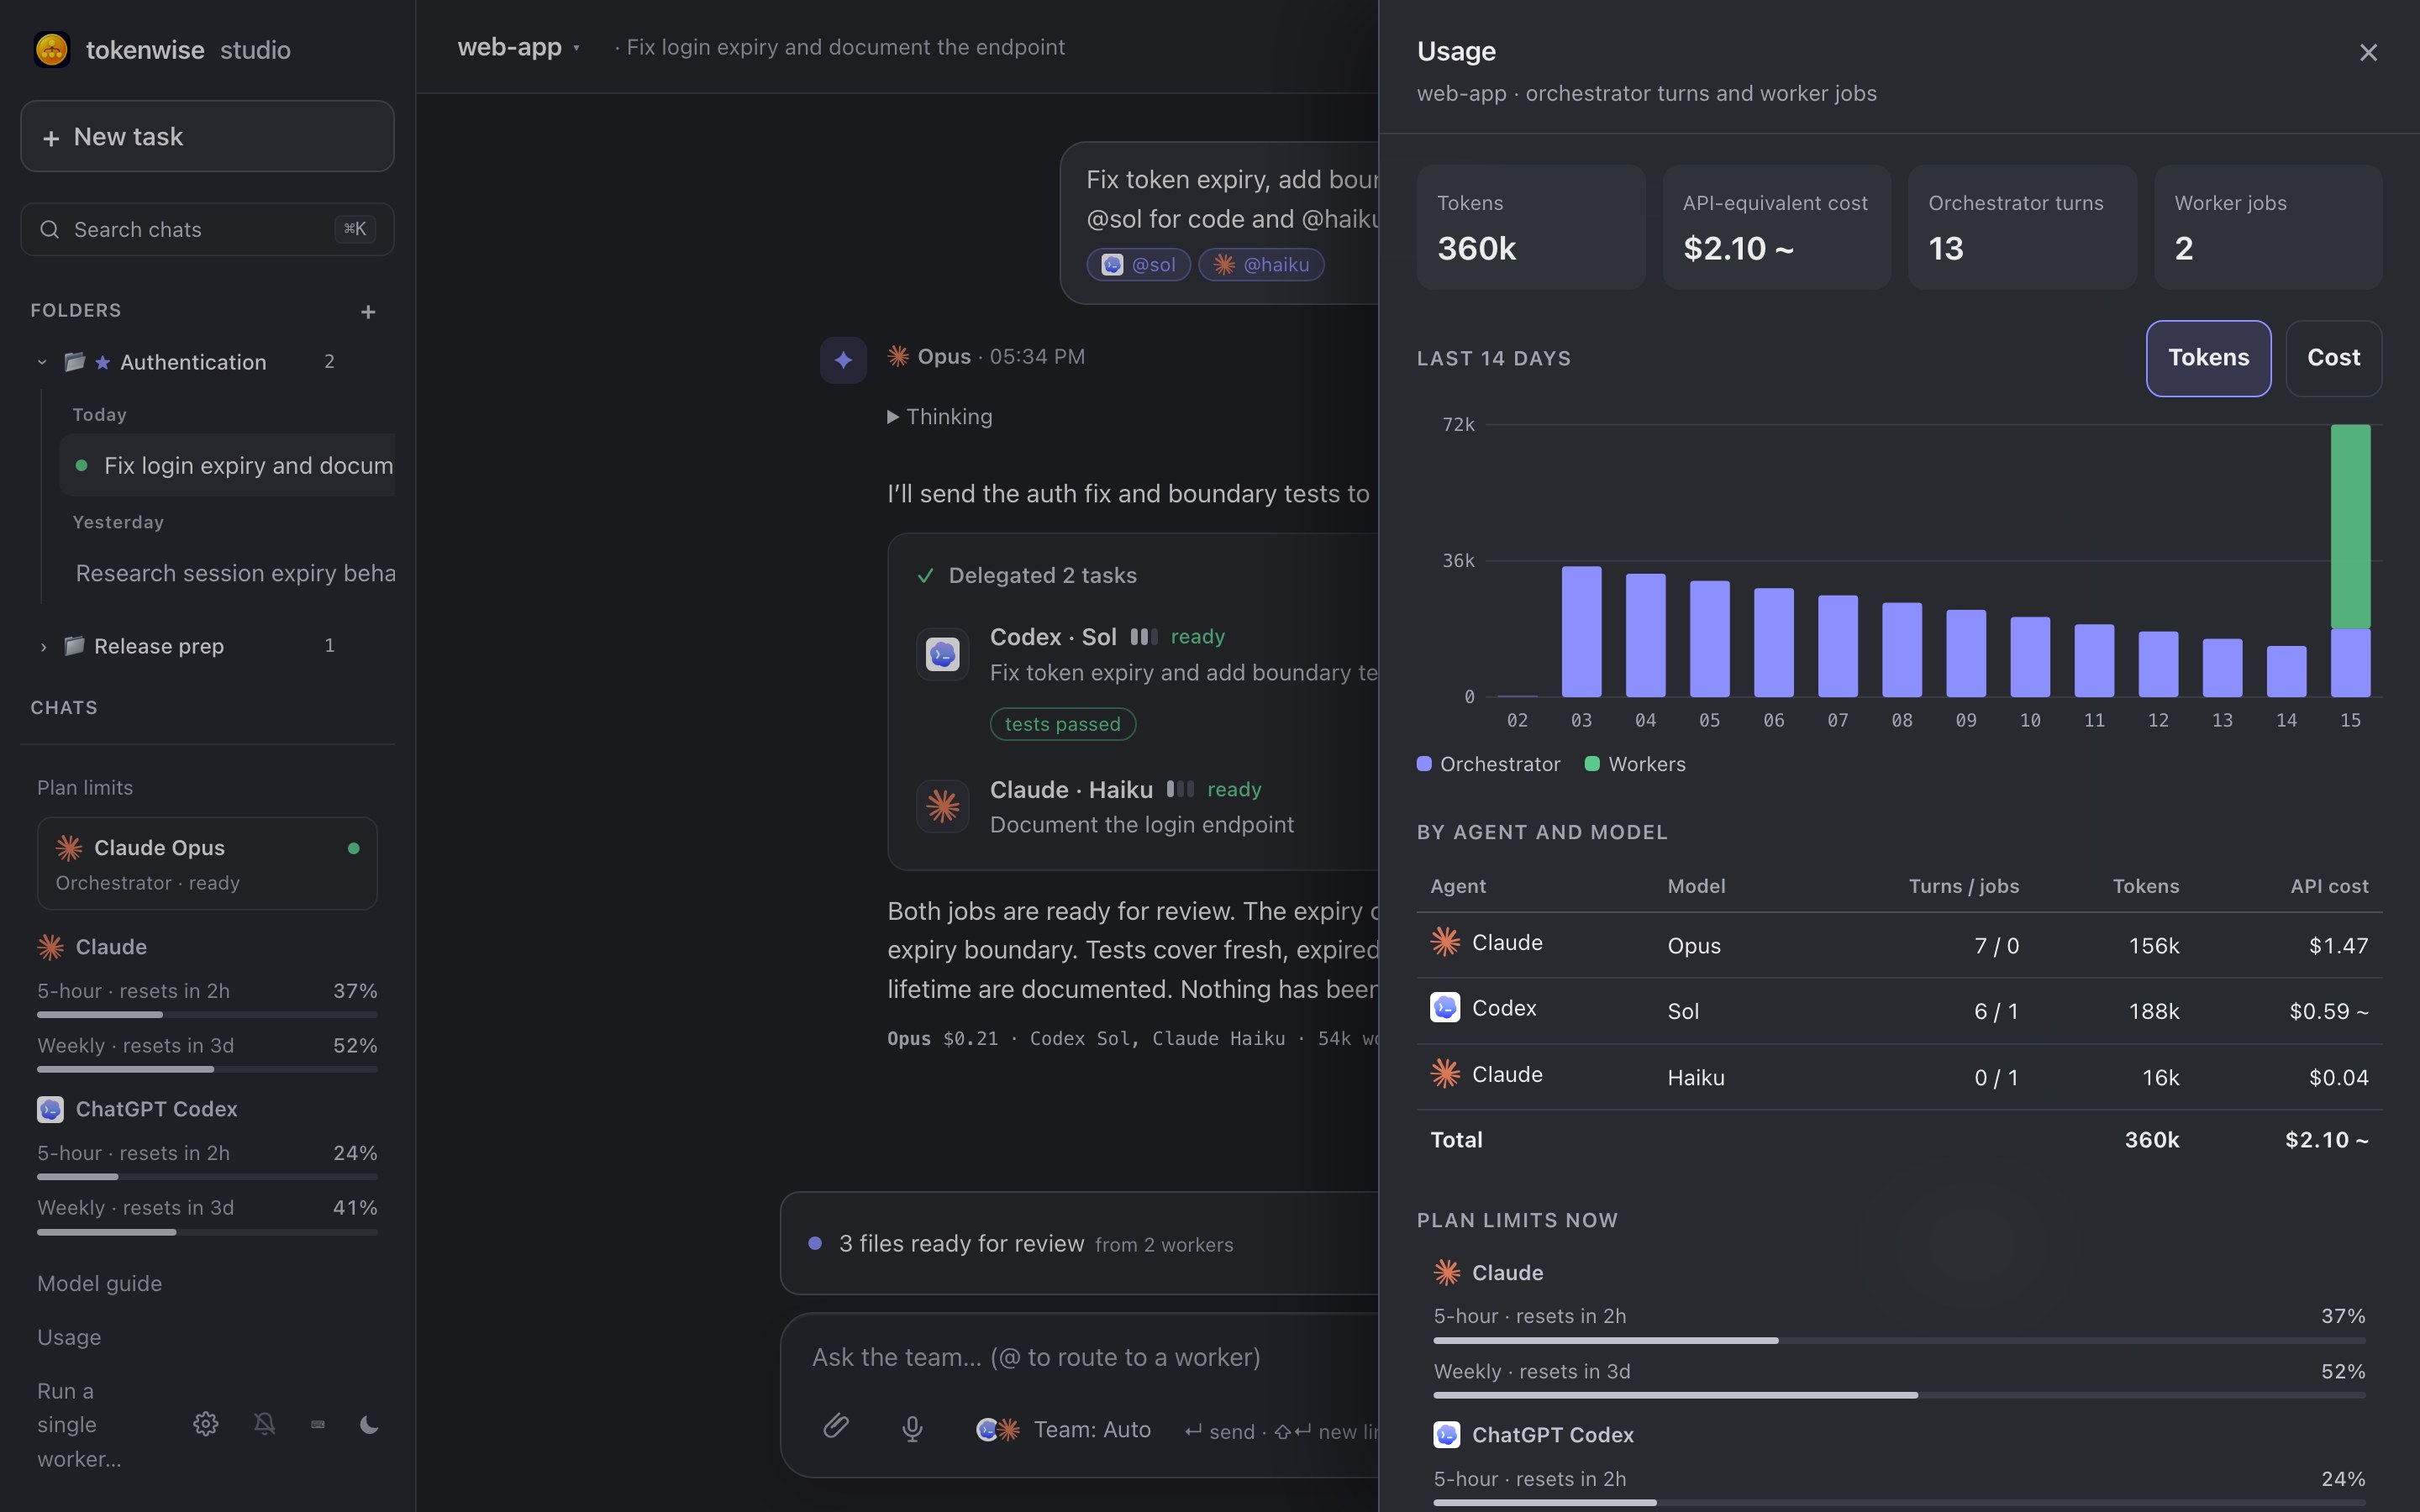 tokenwise studio
+ New task
Search chats ⌘K
FOLDERS +
Authentication 2
Today
Fix login expiry and docum
Yesterday
Research session expiry beha
Release prep 1
CHATS
Plan limits
Claude Opus
Orchestrator · ready
Claude
5-hour · resets in 2h 37%
Weekly · resets in 3d 52%
ChatGPT Codex
5-hour · resets in 2h 24%
Weekly · resets in 3d 41%
Model guide
Usage
Run a
single
worker...
web-app ▾ · Fix login expiry and document the endpoint
Fix token expiry, add bour
@sol for code and @haiku
@sol @haiku
Opus · 05:34 PM
▶ Thinking
I’ll send the auth fix and boundary tests to
✓ Delegated 2 tasks
Codex · Sol ready
Fix token expiry and add boundary te
tests passed
Claude · Haiku ready
Document the login endpoint
Both jobs are ready for review. The expiry c
expiry boundary. Tests cover fresh, expired
lifetime are documented. Nothing has been
Opus $0.21 · Codex Sol, Claude Haiku · 54k wo
3 files ready for review from 2 workers
Ask the team... (@ to route to a worker)
Team: Auto ↵ send · ⇧↵ new lin
Usage ×
web-app · orchestrator turns and worker jobs
Tokens
360k
API-equivalent cost
$2.10 ~
Orchestrator turns
13
Worker jobs
2
LAST 14 DAYS
Tokens Cost
72k
36k
0
02 03 04 05 06 07 08 09 10 11 12 13 14 15
Orchestrator Workers
BY AGENT AND MODEL
Agent Model Turns / jobs Tokens API cost
Claude Opus 7 / 0 156k $1.47
Codex Sol 6 / 1 188k $0.59 ~
Claude Haiku 0 / 1 16k $0.04
Total 360k $2.10 ~
PLAN LIMITS NOW
Claude
5-hour · resets in 2h 37%
Weekly · resets in 3d 52%
ChatGPT Codex
5-hour · resets in 2h 24%